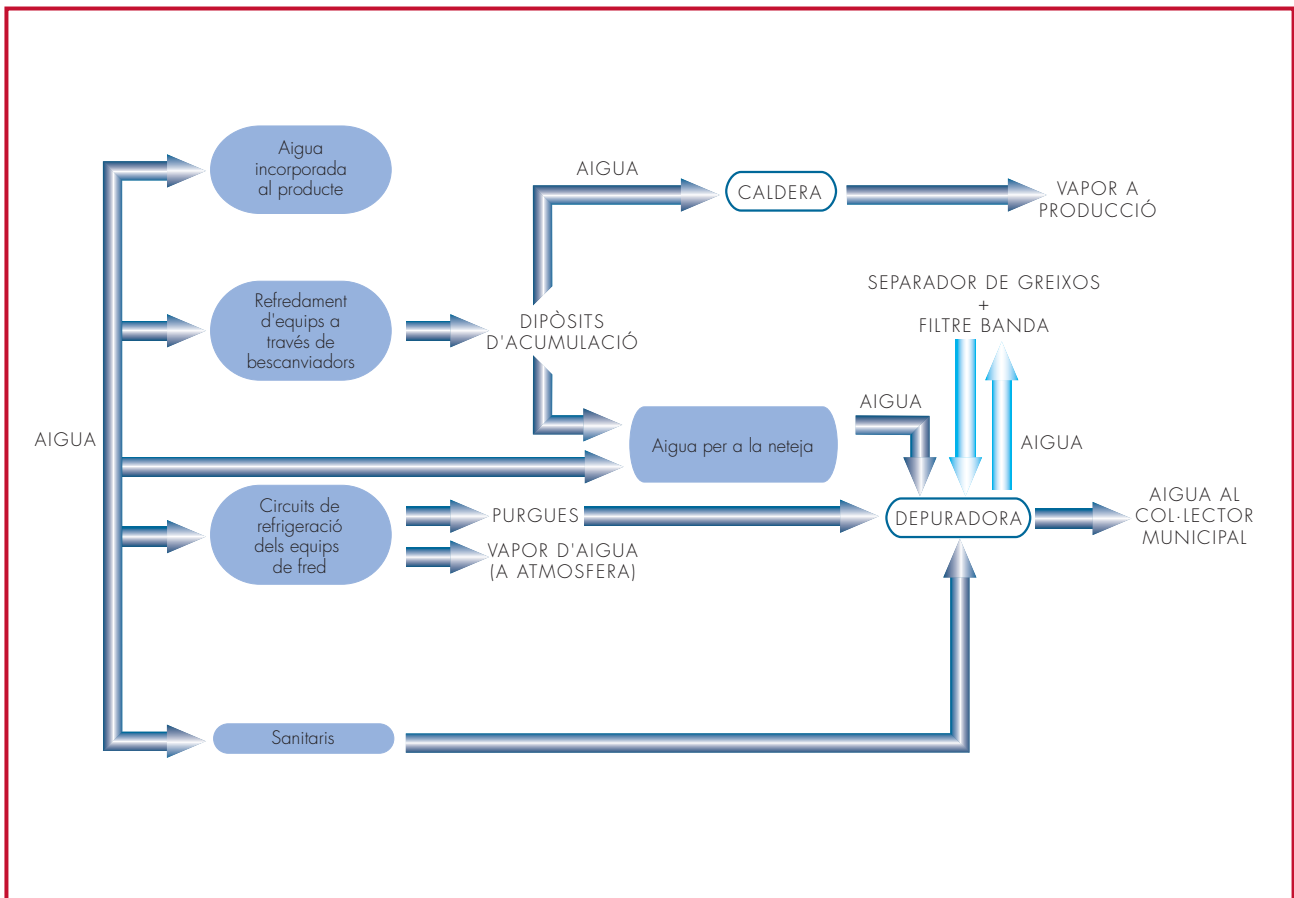 AIGUA
Aigua
incorporada
al producte
Refredament
d'equips a
través de
bescanviadors
Circuits de
refrigeració
dels equips
de fred
Sanitaris
DIPÒSITS
D'ACUMULACIÓ
AIGUA
CALDERA
VAPOR A
PRODUCCIÓ
Aigua per a la neteja
AIGUA
PURGUES
VAPOR D'AIGUA
(A ATMOSFERA)
SEPARADOR DE GREIXOS
+
FILTRE BANDA
AIGUA
DEPURADORA
AIGUA AL
COL·LECTOR
MUNICIPAL